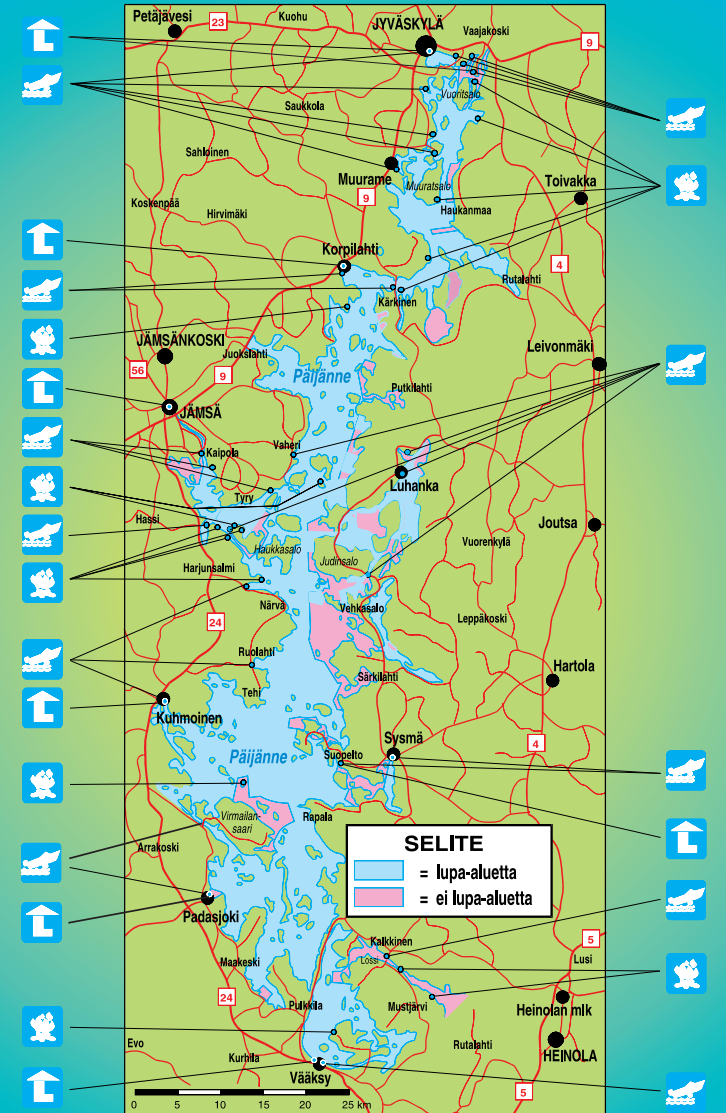 Petäjävesi
23
Kuohu
JYVÄSKYLÄ
Vaajakoski
9
Vuoritsalo
Saukkola
Sahloinen
Muurame
Muuratsalo
Toivakka
Koskenpää
Hirvimäki
9
Haukanmaa
Korpilahti
4
Rutalahti
Kärkinen
JÄMSÄNKOSKI
Juokslahti
Leivonmäki
56
9
Päijänne
Putkilahti
JÄMSÄ
Vaheri
Kaipola
Luhanka
Tyry
Hassi
Joutsa
Haukkasalo
Judinsalo
Vuorenkylä
Harjunsalmi
Närvä
Vehkasalo
24
Leppäkoski
Ruolahti
Särkilahti
Hartola
Tehi
Kuhmoinen
Sysmä
4
Päijänne
Suopelto
Virmailan-
saari
Rapala
Arrakoski
SELITE
= lupa-aluetta
= ei lupa-aluetta
Padasjoki
Kalkkinen
5
Maakeski
Lossi
Lusi
24
Pulkkila
Mustjärvi
Heinolan mlk
Evo
Kurhila
Rutalahti
HEINOLA
Vääksy
5
0 5 10 15 20 25 km